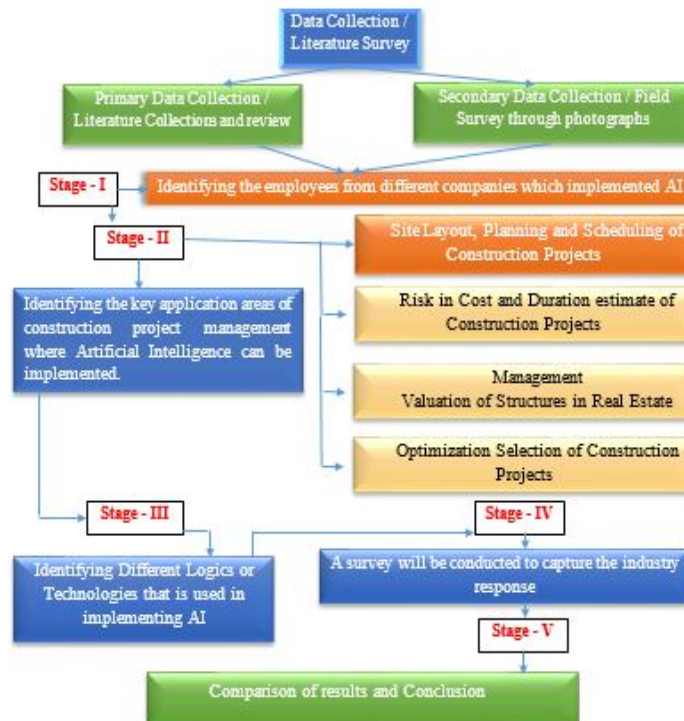 Data Collection /
Literature Survey
Primary Data Collection /
Literature Collections and review
Secondary Data Collection / Field
Survey through photographs
Stage - I
Identifying the employees from different companies which implemented AI
Stage - II
Site Layout, Planning and Scheduling of
Construction Projects
Identifying the key application areas of
construction project management
where Artificial Intelligence can be
implemented.
Risk in Cost and Duration estimate of
Construction Projects
Management
Valuation of Structures in Real Estate
Optimization Selection of Construction
Projects
Stage - III
Identifying Different Logics or
Technologies that is used in
implementing AI
Stage - IV
A survey will be conducted to capture the industry
response
Stage - V
Comparison of results and Conclusion